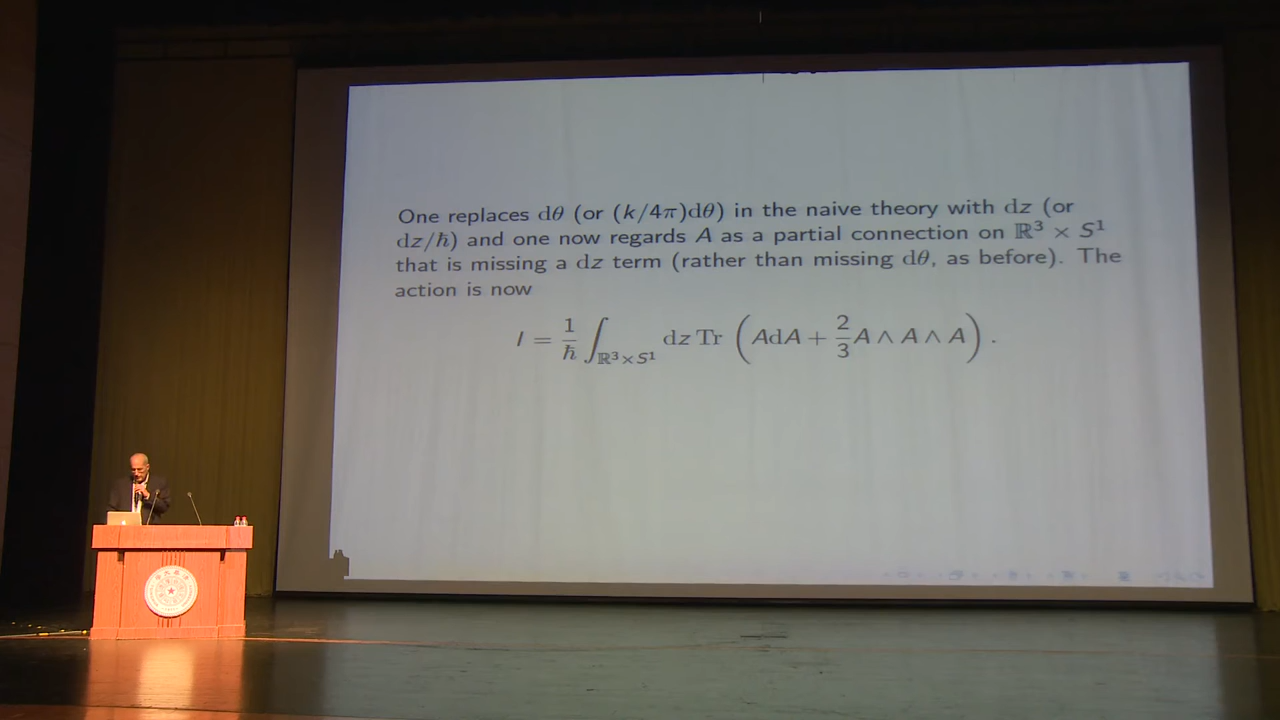 One replaces dθ (or (k/4π)dθ) in the naive theory with dz (or
dz/ħ) and one now regards A as a partial connection on ℝ³ × S¹
that is missing a dz term (rather than missing dθ, as before). The
action is now
I = 1/ħ ∫_{ℝ³×S¹} dz Tr (AdA + 2/3 A ∧ A ∧ A) .